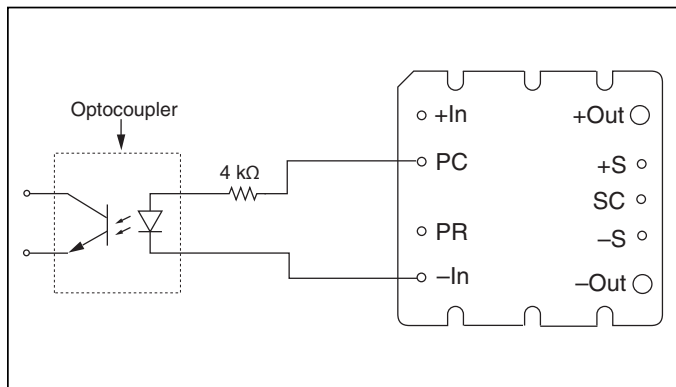 Optocoupler
4 kΩ
+In
PC
PR
–In
+Out
+S
SC
–S
–Out